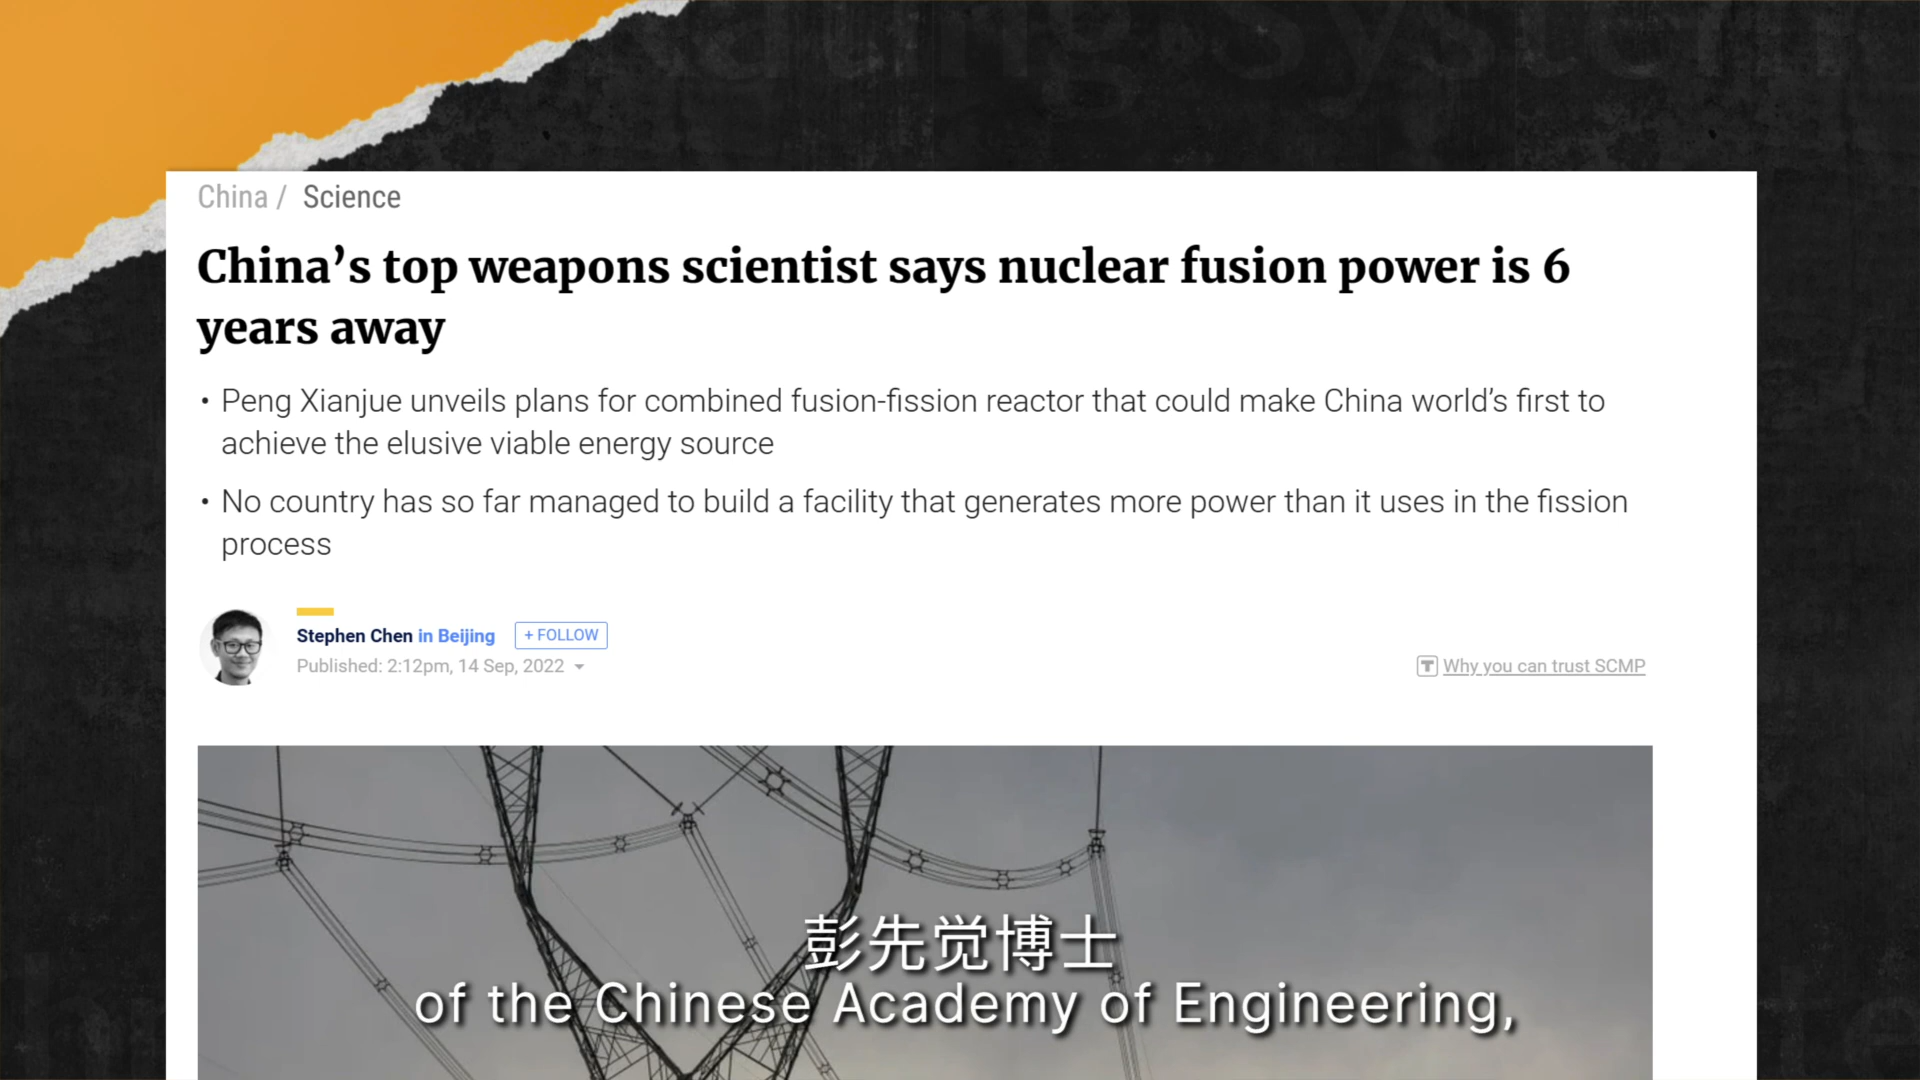 China / Science
China’s top weapons scientist says nuclear fusion power is 6
years away
• Peng Xianjue unveils plans for combined fusion-fission reactor that could make China world’s first to
achieve the elusive viable energy source
• No country has so far managed to build a facility that generates more power than it uses in the fission
process
Stephen Chen in Beijing + FOLLOW
Published: 2:12pm, 14 Sep, 2022
Why you can trust SCMP
彭先觉博士
of the Chinese Academy of Engineering,